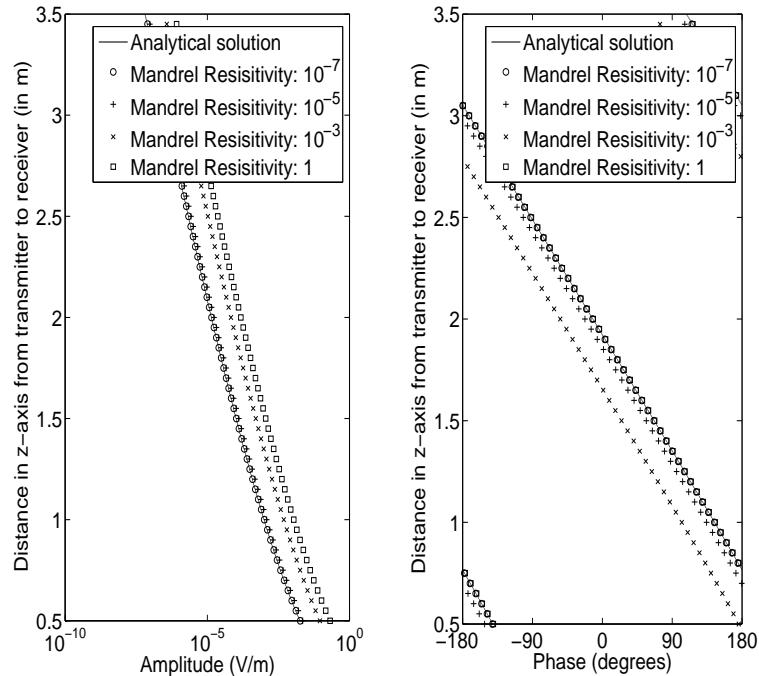 Distance in z−axis from transmitter to receiver (in m)
3.5
3
2.5
2
1.5
1
0.5
10−10
10−5
100
Amplitude (V/m)
Analytical solution
Mandrel Resisitivity: 10−7
Mandrel Resisitivity: 10−5
Mandrel Resisitivity: 10−3
Mandrel Resisitivity: 1
Distance in z−axis from transmitter to receiver (in m)
3.5
3
2.5
2
1.5
1
0.5
−180
−90
0
90
180
Phase (degrees)
Analytical solution
Mandrel Resisitivity: 10−7
Mandrel Resisitivity: 10−5
Mandrel Resisitivity: 10−3
Mandrel Resisitivity: 1